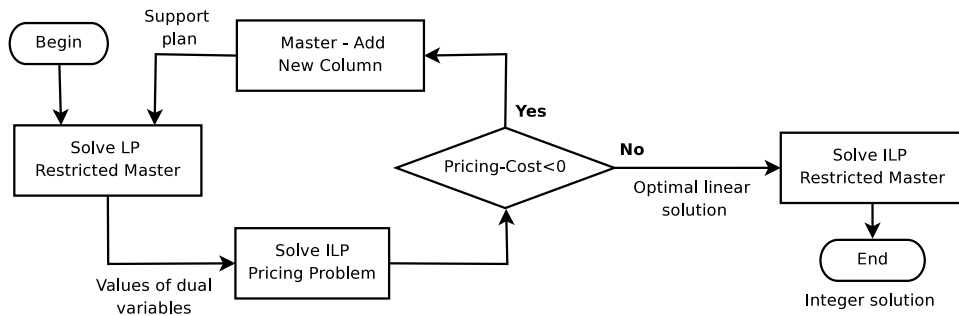 Begin
Support
plan
Master - Add
New Column
Solve LP
Restricted Master
Values of dual
variables
Solve ILP
Pricing Problem
Pricing-Cost<0
Yes
No
Optimal linear
solution
Solve ILP
Restricted Master
End
Integer solution